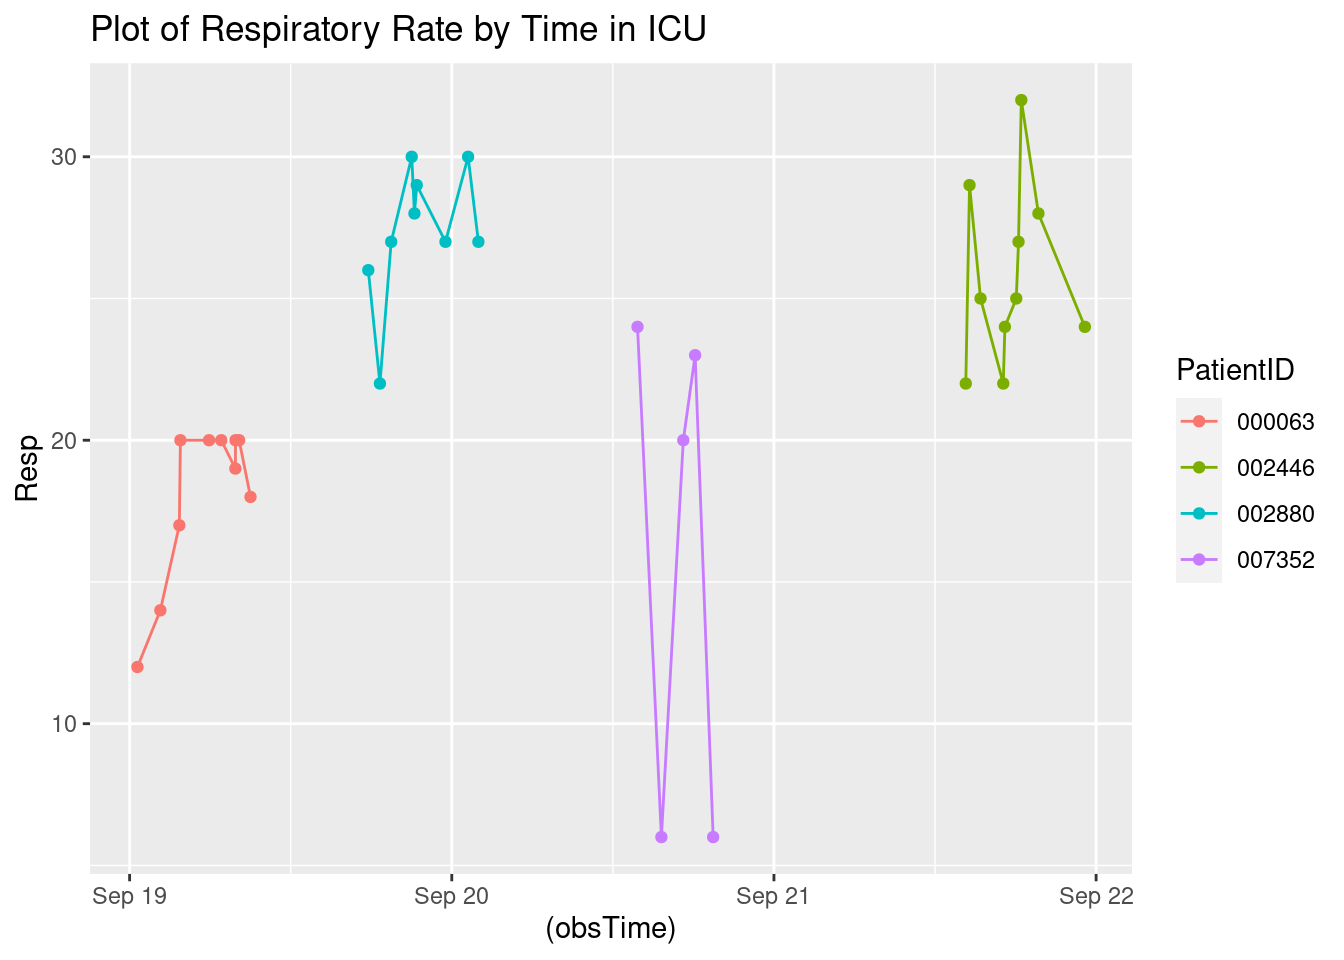 Plot of Respiratory Rate by Time in ICU
30
20
10
Resp
Sep 19
Sep 20
Sep 21
Sep 22
(obsTime)
PatientID
000063
002446
002880
007352